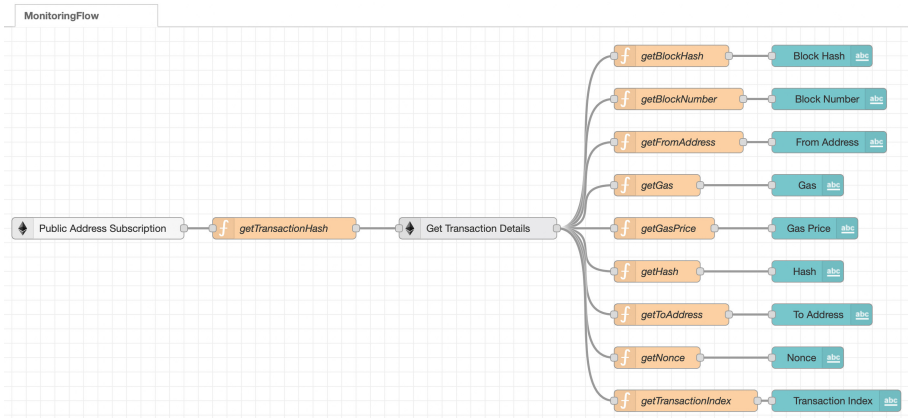 MonitoringFlow
getBlockHash
Block Hash abc
getBlockNumber
Block Number abc
getFromAddress
From Address abc
getGas
Gas abc
Public Address Subscription
getTransactionHash
Get Transaction Details
getGasPrice
Gas Price abc
getHash
Hash abc
getToAddress
To Address abc
getNonce
Nonce abc
getTransactionIndex
Transaction Index abc